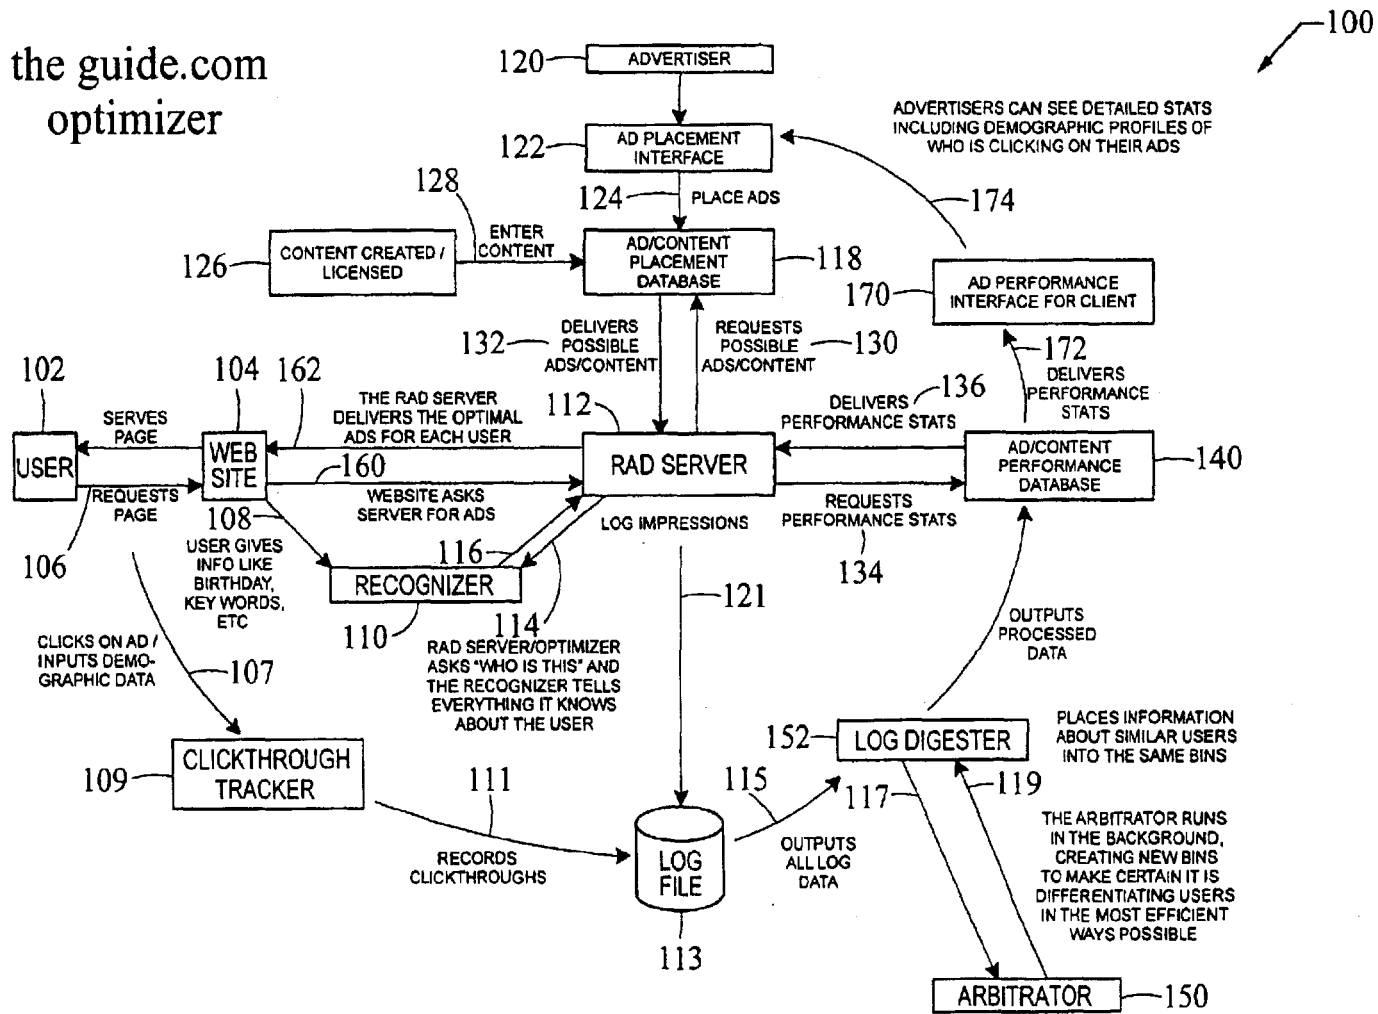 100
the guide.com
optimizer
120
ADVERTISER
122
AD PLACEMENT
INTERFACE
ADVERTISERS CAN SEE DETAILED STATS
INCLUDING DEMOGRAPHIC PROFILES OF
WHO IS CLICKING ON THEIR ADS
174
124
PLACE ADS
128
ENTER
CONTENT
126
CONTENT CREATED /
LICENSED
AD/CONTENT
PLACEMENT
DATABASE
118
170
AD PERFORMANCE
INTERFACE FOR CLIENT
132
DELIVERS
POSSIBLE
ADS/CONTENT
REQUESTS
POSSIBLE
ADS/CONTENT
130
172
DELIVERS
PERFORMANCE
STATS
102
104
162
THE RAD SERVER
DELIVERS THE OPTIMAL
ADS FOR EACH USER
112
DELIVERS
PERFORMANCE STATS
136
SERVES
PAGE
USER
WEB
SITE
RAD SERVER
AD/CONTENT
PERFORMANCE
DATABASE
140
REQUESTS
PAGE
106
160
WEBSITE ASKS
SERVER FOR ADS
LOG IMPRESSIONS
REQUESTS
PERFORMANCE STATS
134
108
USER GIVES
INFO LIKE
BIRTHDAY,
KEY WORDS,
ETC
116
RECOGNIZER
110
114
RAD SERVER/OPTIMIZER
ASKS "WHO IS THIS" AND
THE RECOGNIZER TELLS
EVERYTHING IT KNOWS
ABOUT THE USER
121
OUTPUTS
PROCESSED
DATA
CLICKS ON AD /
INPUTS DEMO-
GRAPHIC DATA
107
109
CLICKTHROUGH
TRACKER
111
RECORDS
CLICKTHROUGHS
LOG
FILE
113
115
OUTPUTS
ALL LOG
DATA
152
LOG DIGESTER
PLACES INFORMATION
ABOUT SIMILAR USERS
INTO THE SAME BINS
117
119
THE ARBITRATOR RUNS
IN THE BACKGROUND,
CREATING NEW BINS
TO MAKE CERTAIN IT IS
DIFFERENTIATING USERS
IN THE MOST EFFICIENT
WAYS POSSIBLE
ARBITRATOR
150